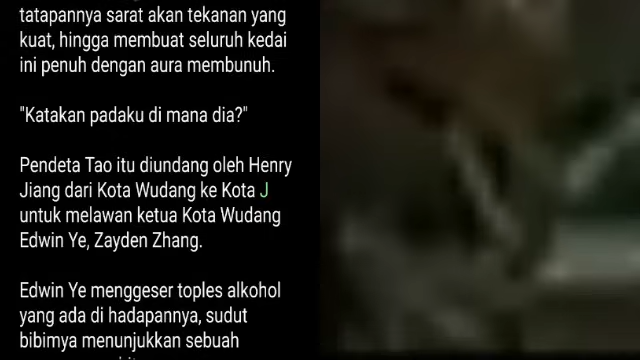 tatapannya sarat akan tekanan yang
kuat, hingga membuat seluruh kedai
ini penuh dengan aura membunuh.
"Katakan padaku di mana dia?"
Pendeta Tao itu diundang oleh Henry
Jiang dari Kota Wudang ke Kota J
untuk melawan ketua Kota Wudang
Edwin Ye, Zayden Zhang.
Edwin Ye menggeser toples alkohol
yang ada di hadapannya, sudut
bibirnya menunjukkan sebuah